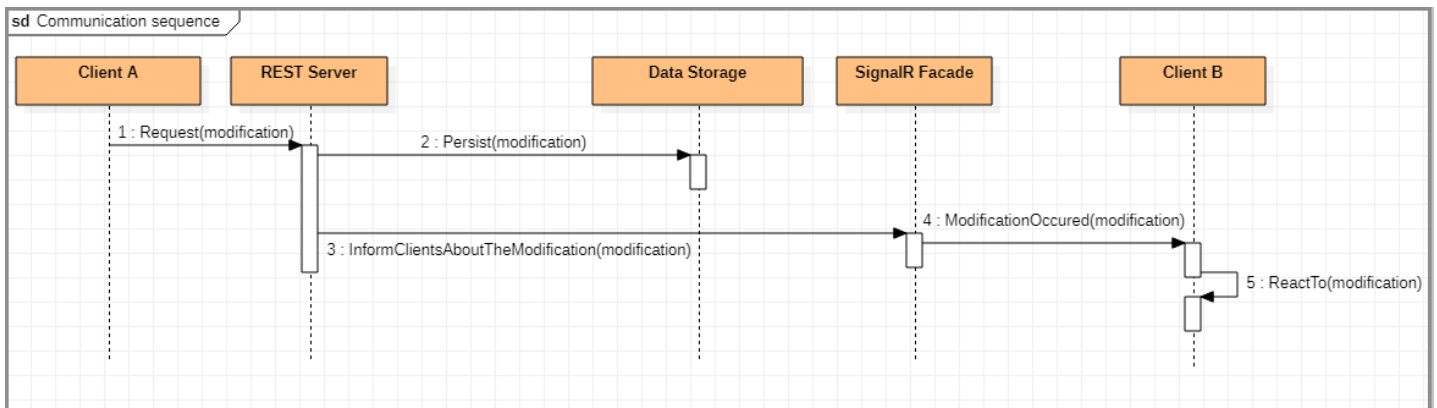 sd Communication sequence
Client A
REST Server
Data Storage
SignalR Facade
Client B
1 : Request(modification)
2 : Persist(modification)
3 : InformClientsAboutTheModification(modification)
4 : ModificationOccured(modification)
5 : ReactTo(modification)